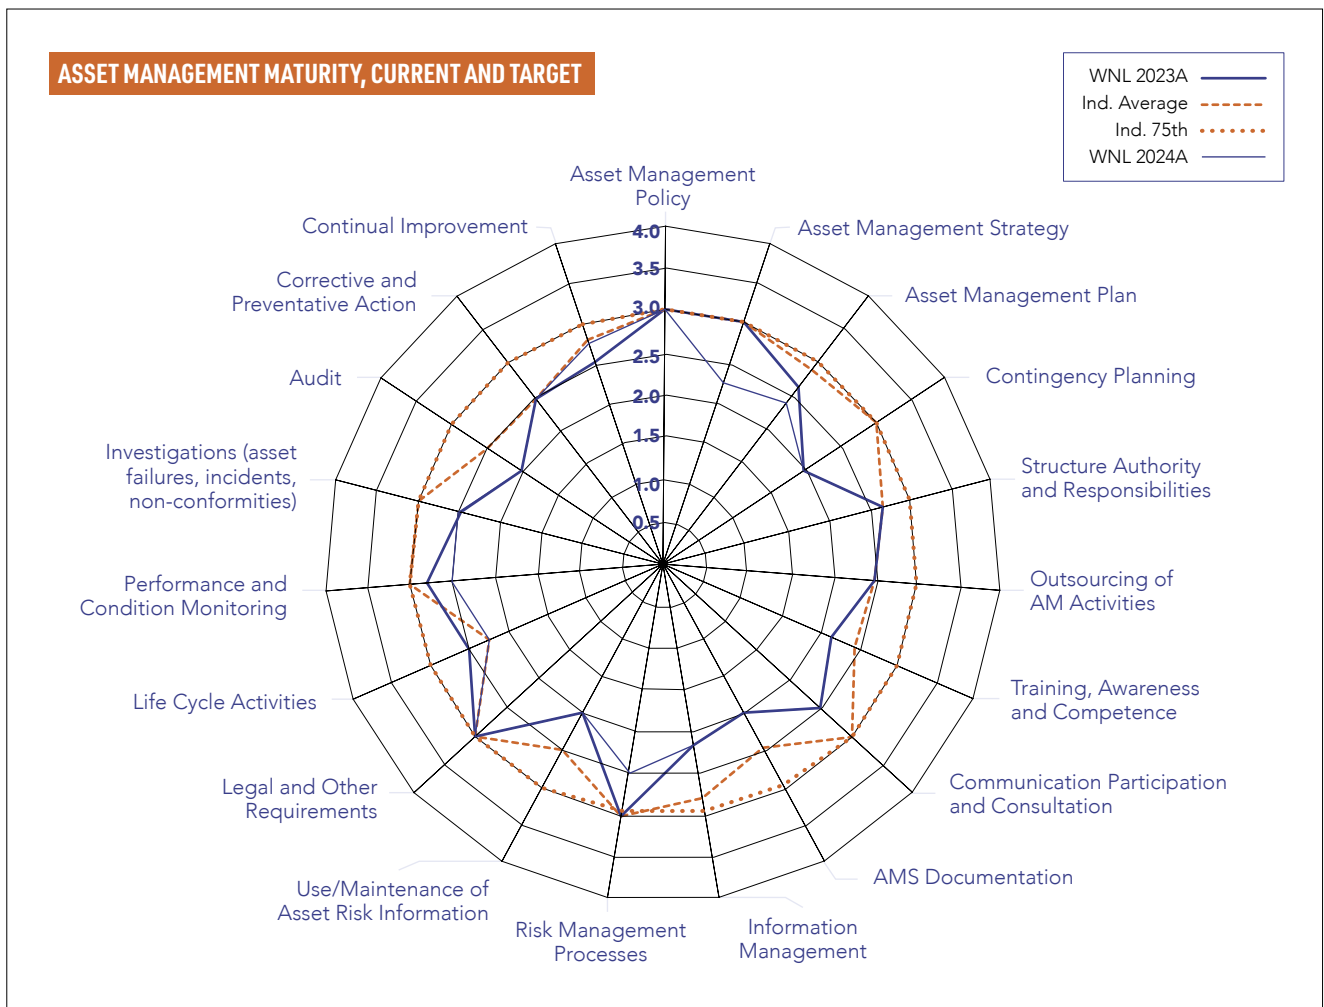 ASSET MANAGEMENT MATURITY, CURRENT AND TARGET
WNL 2023A
Ind. Average
Ind. 75th
WNL 2024A
Asset Management
Policy
Asset Management Strategy
Asset Management Plan
Contingency Planning
Structure Authority
and Responsibilities
Outsourcing of
AM Activities
Training, Awareness
and Competence
Communication Participation
and Consultation
AMS Documentation
Information
Management
Risk Management
Processes
Use/Maintenance of
Asset Risk Information
Legal and Other
Requirements
Life Cycle Activities
Performance and
Condition Monitoring
Investigations (asset
failures, incidents,
non-conformities)
Audit
Corrective and
Preventative Action
Continual Improvement
4.0
3.5
3.0
2.5
2.0
1.5
1.0
0.5